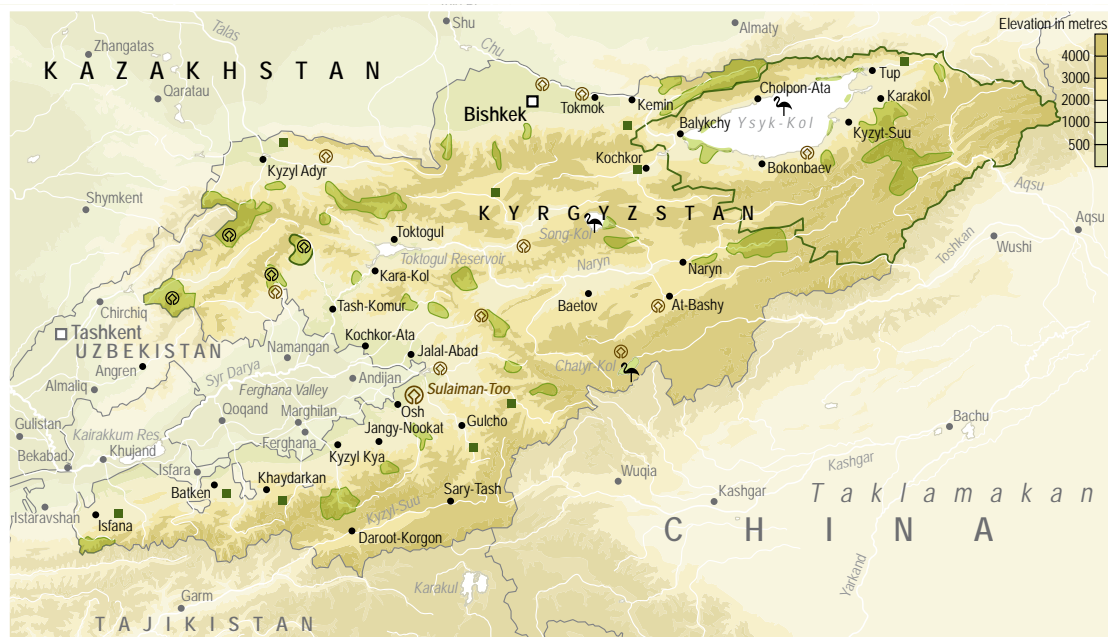 Elevation in metres
4000
3000
2000
1000
500
Shu
Almaty
Talas
Zhangatas
Chu
KAZAKHSTAN
Qaratau
Tup
Cholpon-Ata
Karakol
Bishkek
Tokmok
Kemin
Balykchy
Ysyk-Kol
Kyzyt-Suu
Kochkor
Bokonbaev
Kyzyl Adyr
Aqsu
Shymkent
KYRGYZSTAN
Aqsu
Toktogul
Song-Kol
Toshkan
Wushi
Toktogul Reservoir
Naryn
Naryn
Kara-Kol
Baetov
At-Bashy
Tash-Komur
Chirchiq
Tashkent
UZBEKISTAN
Kochkor-Ata
Namangan
Jalal-Abad
Chatyr-Kol
Angren
Syr Darya
Andijan
Almaliq
Ferghana Valley
Sulaiman-Too
Qoqand
Marghilan
Osh
Gulistan
Kairakkum Res.
Jangy-Nookat
Gulcho
Bachu
Khujand
Ferghana
Kyzyl Kya
Bekabad
Isfara
Khaydarkan
Wuqia
Kashgar
Batken
Sary-Tash
Kashgar
Taklamakan
Istaravshan
Isfana
Kyzyl-Suu
CHINA
Daroot-Korgon
Karakul
Yarkand
Garm
TAJIKISTAN